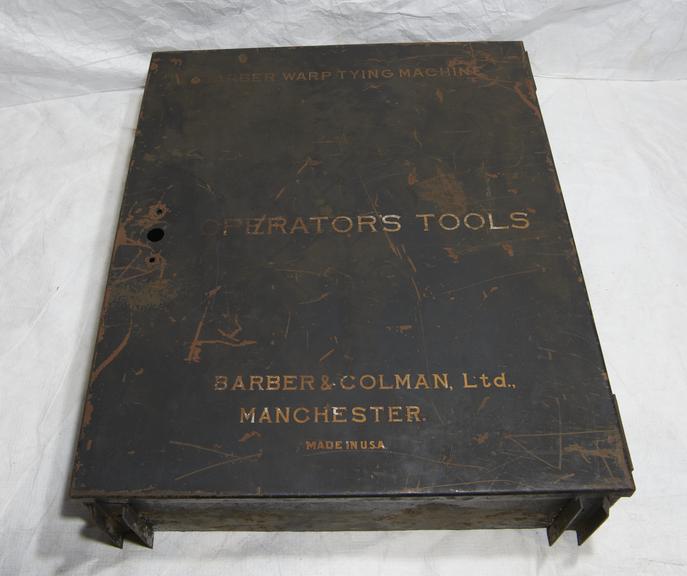 BARBER WARP TYING MACHINE
OPERATOR'S TOOLS
BARBER & COLMAN, Ltd.,
MANCHESTER.
MADE IN U.S.A